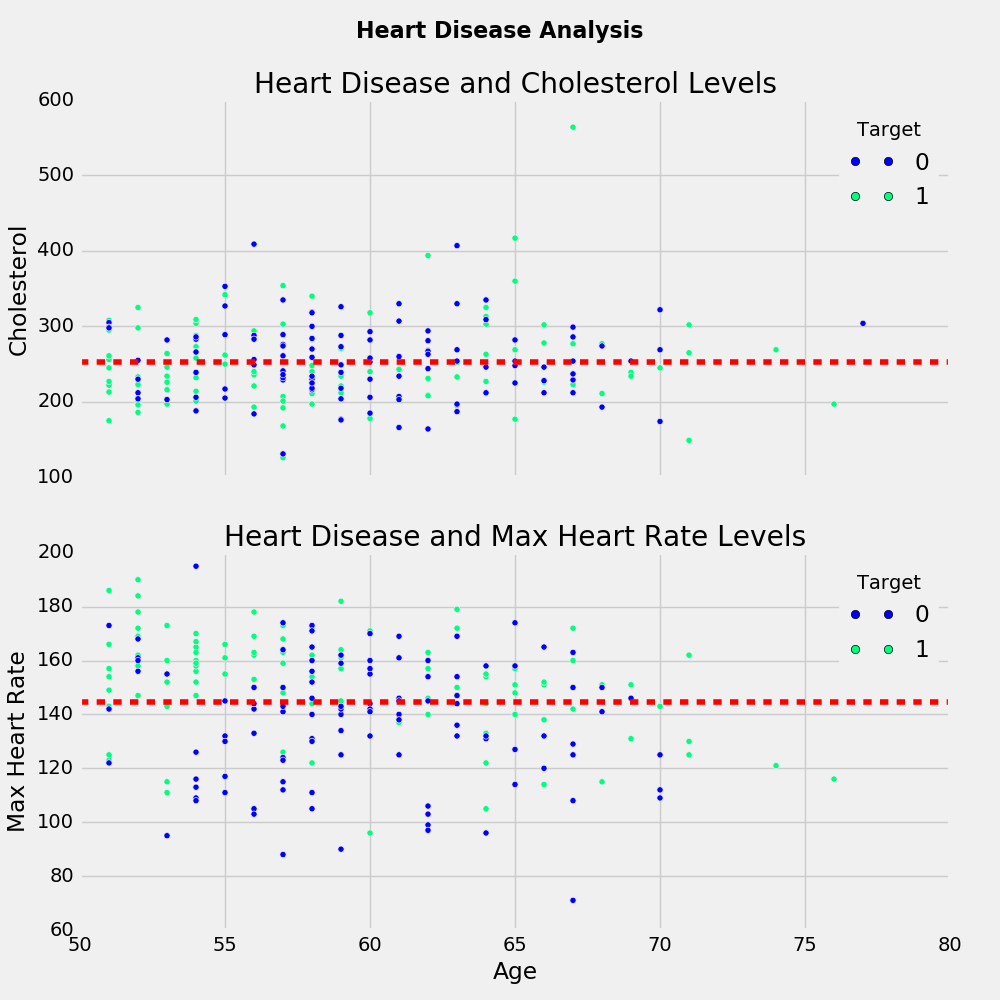 Heart Disease Analysis
Heart Disease and Cholesterol Levels
600
500
400
300
200
100
Cholesterol
Target
0
1
Heart Disease and Max Heart Rate Levels
200
180
160
140
120
100
80
60
Max Heart Rate
Target
0
1
50 55 60 65 70 75 80
Age